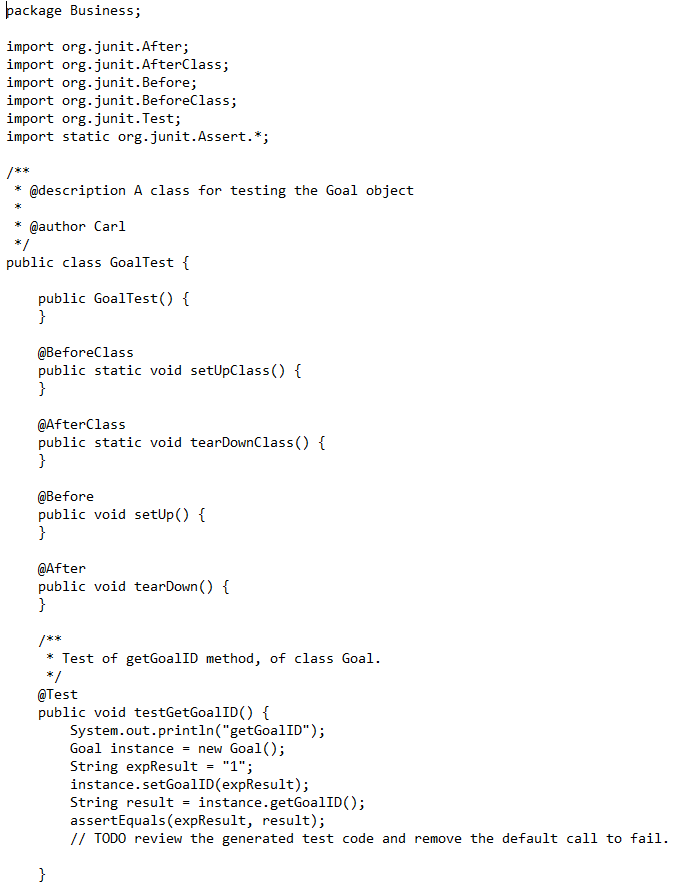 package Business;

import org.junit.After;
import org.junit.AfterClass;
import org.junit.Before;
import org.junit.BeforeClass;
import org.junit.Test;
import static org.junit.Assert.*;

/**
 * @description A class for testing the Goal object
 *
 * @author Carl
 */
public class GoalTest {

    public GoalTest() {
    }

    @BeforeClass
    public static void setUpClass() {
    }

    @AfterClass
    public static void tearDownClass() {
    }

    @Before
    public void setUp() {
    }

    @After
    public void tearDown() {
    }

    /**
     * Test of getGoalID method, of class Goal.
     */
    @Test
    public void testGetGoalID() {
        System.out.println("getGoalID");
        Goal instance = new Goal();
        String expResult = "1";
        instance.setGoalID(expResult);
        String result = instance.getGoalID();
        assertEquals(expResult, result);
        // TODO review the generated test code and remove the default call to fail.

    }